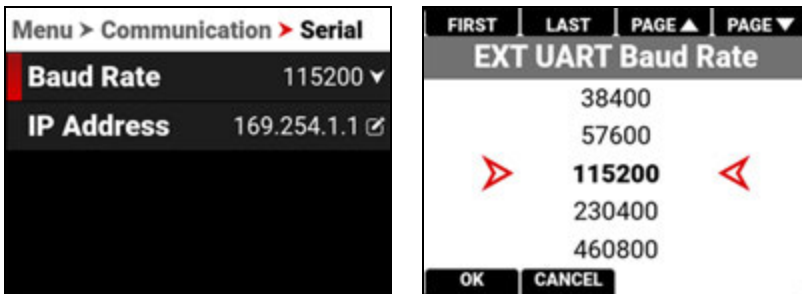 Menu > Communication > Serial
Baud Rate 115200
IP Address 169.254.1.1
FIRST LAST PAGE▲ PAGE▼
EXT UART Baud Rate
38400
57600
115200
230400
460800
OK CANCEL